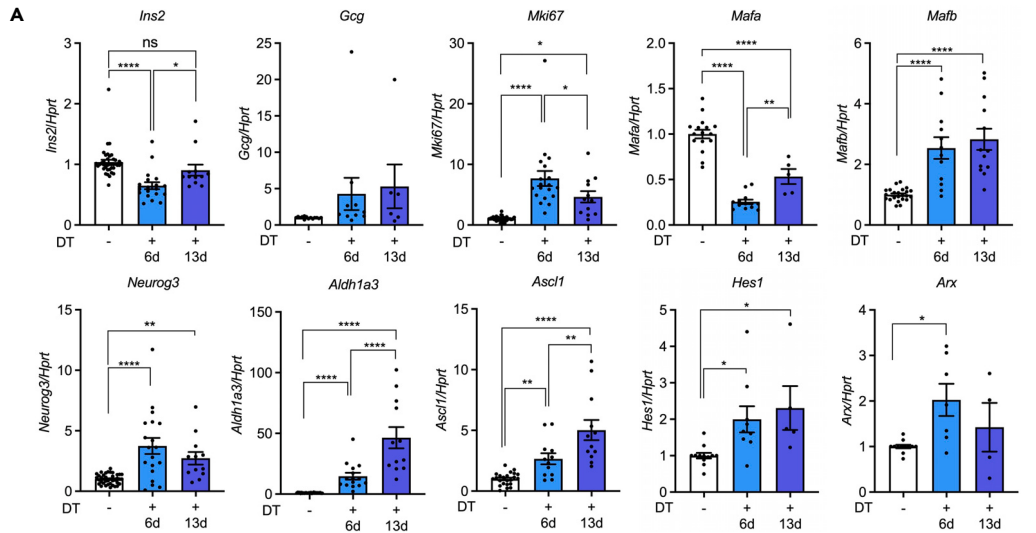 A
Ins2
Ins2/Hprt
3
2
1
0
ns
****
*
DT
-
+
+
6d
13d
Gcg
Gcg/Hprt
25
20
15
10
5
0
DT
-
+
+
6d
13d
Mki67
Mki67/Hprt
30
20
10
0
*
****
*
DT
-
+
+
6d
13d
Mafa
Mafa/Hprt
2.0
1.5
1.0
0.5
0.0
****
****
**
DT
-
+
+
6d
13d
Mafb
Mafb/Hprt
6
4
2
0
****
****
DT
-
+
+
6d
13d
Neurog3
Neurog3/Hprt
15
10
5
0
**
****
DT
-
+
+
6d
13d
Aldh1a3
Aldh1a3/Hprt
150
100
50
0
****
****
****
DT
-
+
+
6d
13d
Ascl1
Ascl1/Hprt
15
10
5
0
****
**
**
DT
-
+
+
6d
13d
Hes1
Hes1/Hprt
5
4
3
2
1
0
*
*
DT
-
+
+
6d
13d
Arx
Arx/Hprt
4
3
2
1
0
*
DT
-
+
+
6d
13d